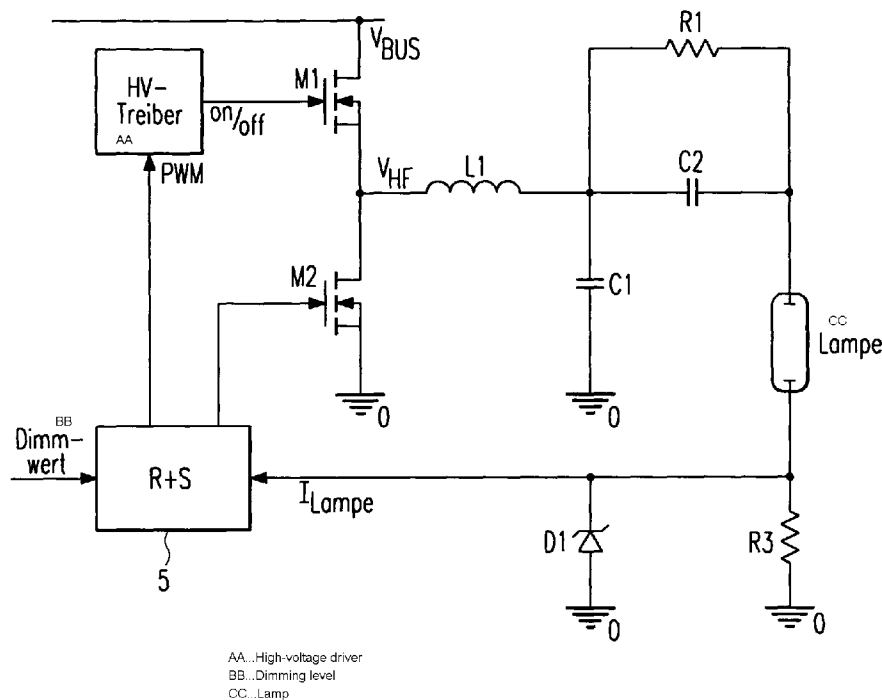 V_BUS
HV-
Treiber
AA
on/off
M1
R1
PWM
V_HF
L1
C2
M2
C1
CC
Lampe
0
BB
Dimm-
wert
R+S
I_Lampe
5
D1
R3
0
0
AA...High-voltage driver
BB...Dimming level
CC...Lamp